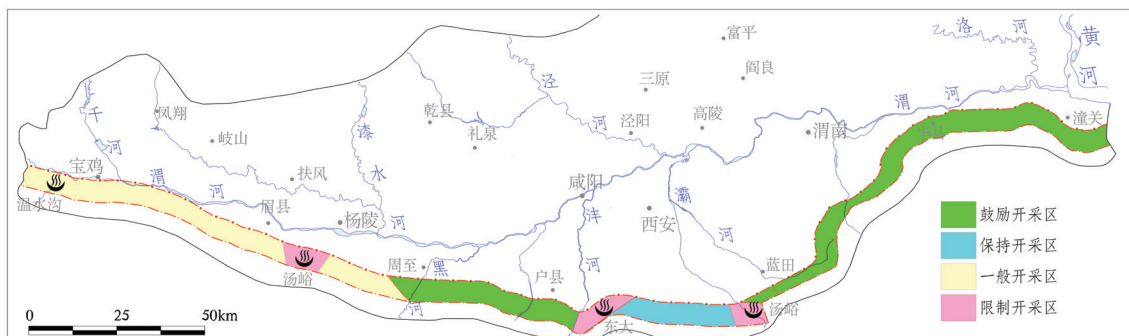 富平
洛
河
黄
河
阎良
三原
泾
河
凤翔
千
河
乾县
礼泉
泾阳
高陵
渭南
渭
河
潼关
岐山
漆
水
河
宝鸡
扶风
渭
河
咸阳
温水沟
眉县
杨陵
沣
河
西安
灞
河
鼓励开采区
保持开采区
一般开采区
限制开采区
汤峪
周至
黑
河
户县
蓝田
汤峪
东大
0 25 50km